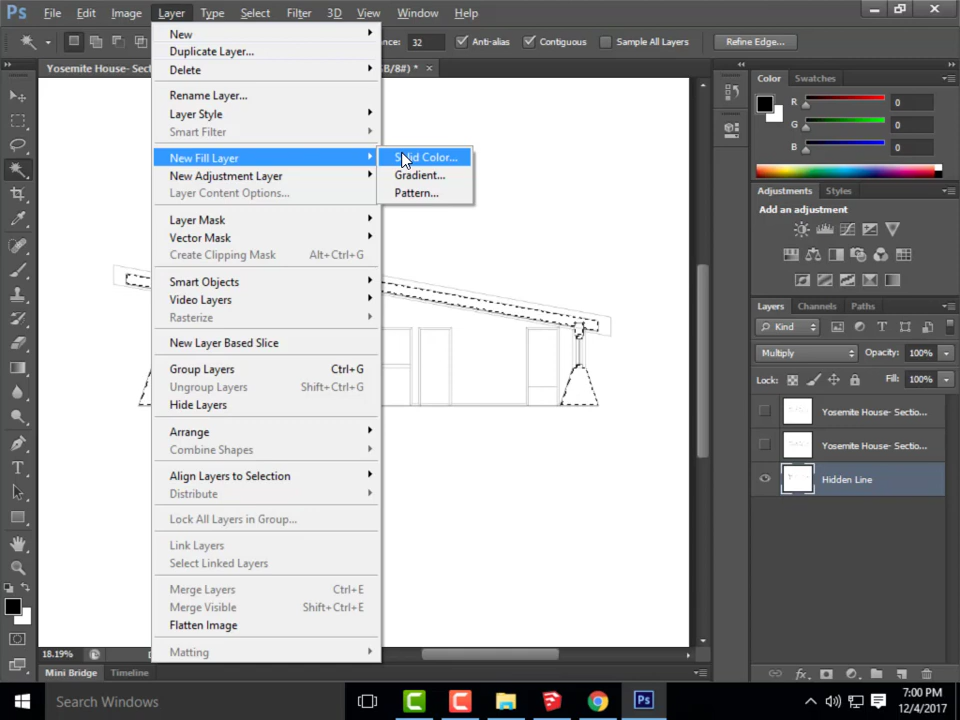 Ps File Edit Image Layer Type Select Filter 3D View Window Help
nce: 32 Anti-alias Contiguous Sample All Layers Refine Edge...
Yosemite House- Sect B/8#) * ×
New
Duplicate Layer...
Delete
Rename Layer...
Layer Style
Smart Filter
New Fill Layer
New Adjustment Layer
Layer Content Options...
Layer Mask
Vector Mask
Create Clipping Mask Alt+Ctrl+G
Smart Objects
Video Layers
Rasterize
New Layer Based Slice
Group Layers Ctrl+G
Ungroup Layers Shift+Ctrl+G
Hide Layers
Arrange
Combine Shapes
Align Layers to Selection
Distribute
Lock All Layers in Group...
Link Layers
Select Linked Layers
Merge Layers Ctrl+E
Merge Visible Shift+Ctrl+E
Flatten Image
Matting
Solid Color...
Gradient...
Pattern...
Color Swatches
R 0
G 0
B 0
Adjustments Styles
Add an adjustment
Layers Channels Paths
Kind
Multiply Opacity: 100%
Lock: Fill: 100%
Yosemite House- Sectio...
Yosemite House- Sectio...
Hidden Line
18.19%
Mini Bridge Timeline
Search Windows
Ps
7:00 PM
12/4/2017